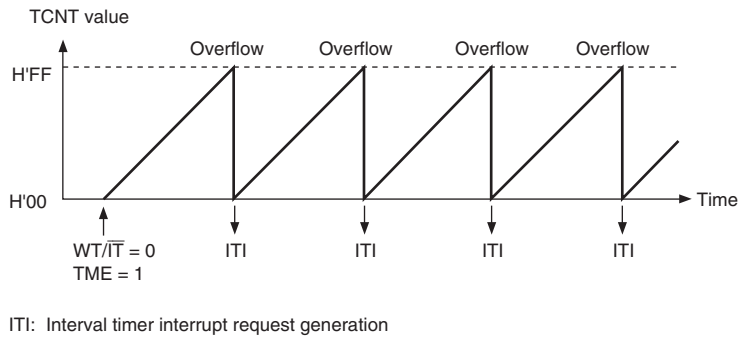 TCNT value
Overflow Overflow Overflow Overflow
H'FF
H'00
Time
WT/I̅T̅ = 0
TME = 1
ITI ITI ITI ITI
ITI: Interval timer interrupt request generation